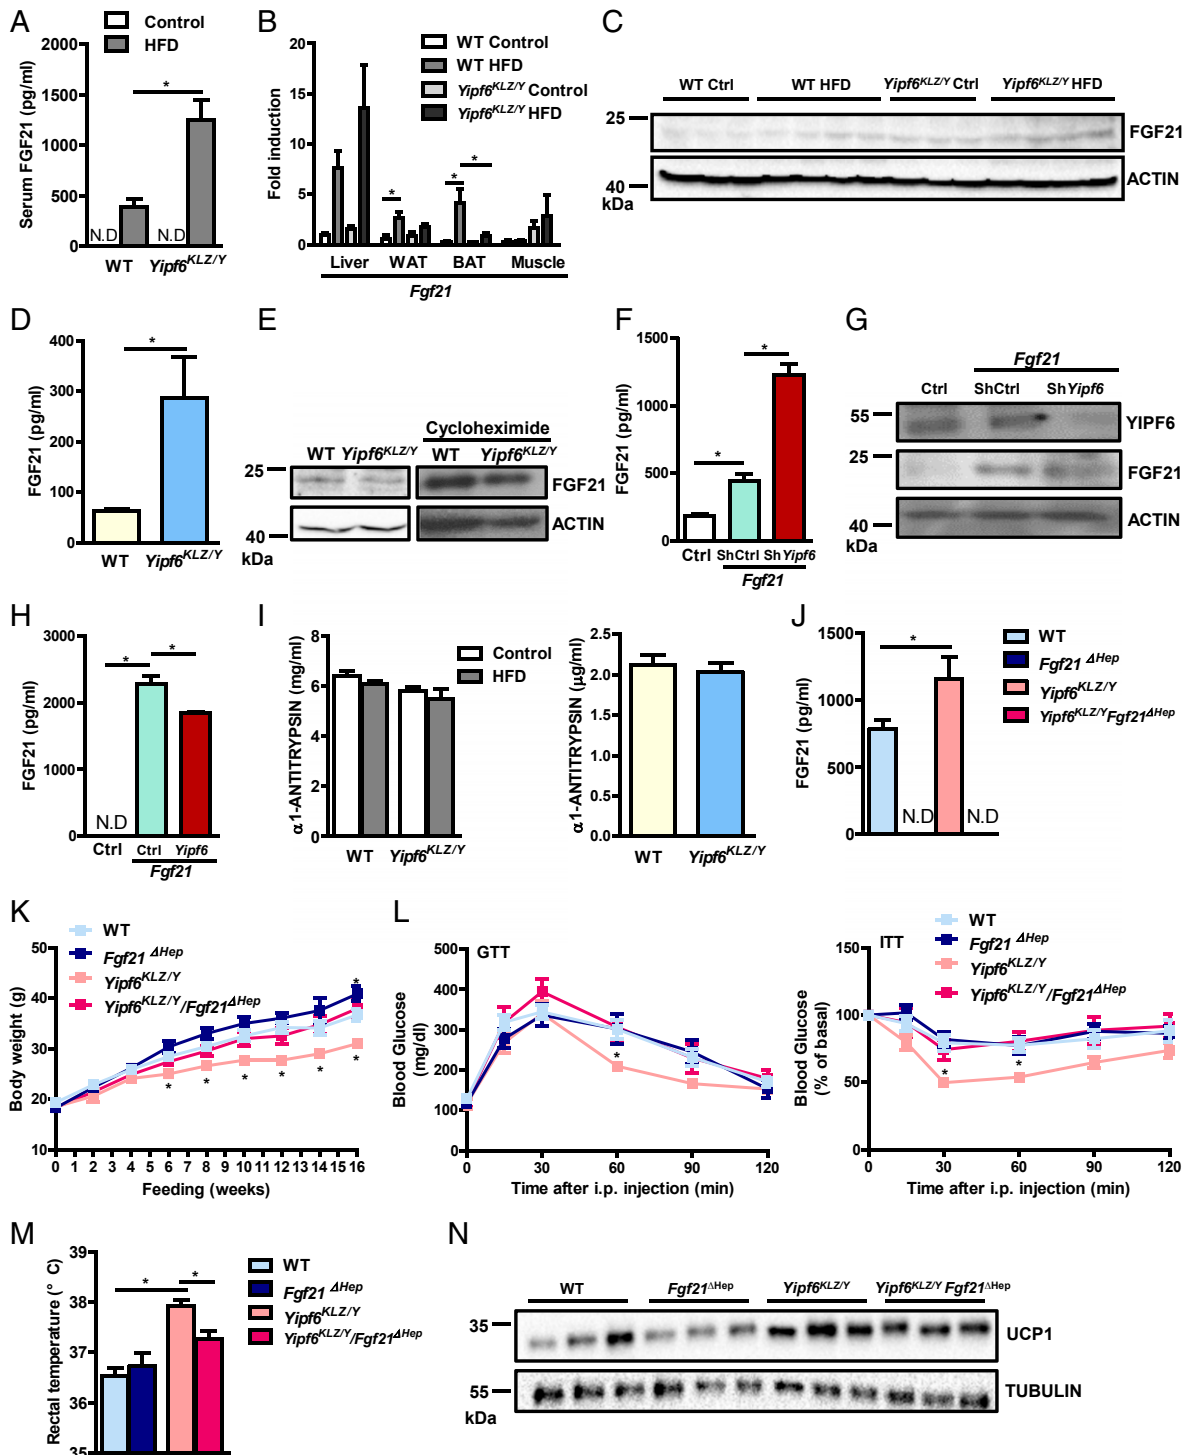 A
Control
HFD
Serum FGF21 (pg/ml)
2000
1500
1000
500
0
N.D
N.D
*
WT
Yipf6KLZ/Y
B
Fold induction
20
15
10
5
0
WT Control
WT HFD
Yipf6KLZ/Y Control
Yipf6KLZ/Y HFD
*
*
*
Liver WAT BAT Muscle
Fgf21
C
WT Ctrl WT HFD Yipf6KLZ/Y Ctrl Yipf6KLZ/Y HFD
25
FGF21
40
ACTIN
kDa
D
FGF21 (pg/ml)
400
300
200
100
0
*
WT Yipf6KLZ/Y
E
Cycloheximide
WT Yipf6KLZ/Y WT Yipf6KLZ/Y
25
FGF21
ACTIN
40
kDa
F
FGF21 (pg/ml)
1500
1000
500
0
*
*
Ctrl ShCtrl ShYipf6
Fgf21
G
Fgf21
Ctrl ShCtrl ShYipf6
55
YIPF6
25
FGF21
40
ACTIN
kDa
H
FGF21 (pg/ml)
3000
2000
1000
0
N.D
*
*
Ctrl Ctrl Yipf6
Fgf21
I
α1-ANTITRYPSIN (mg/ml)
8
6
4
2
0
Control
HFD
WT Yipf6KLZ/Y
α1-ANTITRYPSIN (µg/ml)
2.5
2.0
1.5
1.0
0.5
0.0
WT Yipf6KLZ/Y
J
FGF21 (pg/ml)
1500
1000
500
0
*
N.D
N.D
WT
Fgf21 ΔHep
Yipf6KLZ/Y
Yipf6KLZ/YFgf21ΔHep
K
WT
Fgf21 ΔHep
Yipf6KLZ/Y
Yipf6KLZ/Y/Fgf21ΔHep
Body weight (g)
50
40
30
20
10
*
* * * * * *
0 1 2 3 4 5 6 7 8 9 10 11 12 13 14 15 16
Feeding (weeks)
L
GTT
Blood Glucose (mg/dl)
500
400
300
200
100
0
*
0 30 60 90 120
Time after i.p. injection (min)
ITT
WT
Fgf21 ΔHep
Yipf6KLZ/Y
Yipf6KLZ/Y/Fgf21ΔHep
Blood Glucose (% of basal)
150
100
50
0
* *
0 30 60 90 120
Time after i.p. injection (min)
M
Rectal temperature (° C)
39
38
37
36
35
*
*
WT
Fgf21 ΔHep
Yipf6KLZ/Y
Yipf6KLZ/Y/Fgf21ΔHep
N
WT Fgf21ΔHep Yipf6KLZ/Y Yipf6KLZ/Y Fgf21ΔHep
35
UCP1
55
TUBULIN
kDa